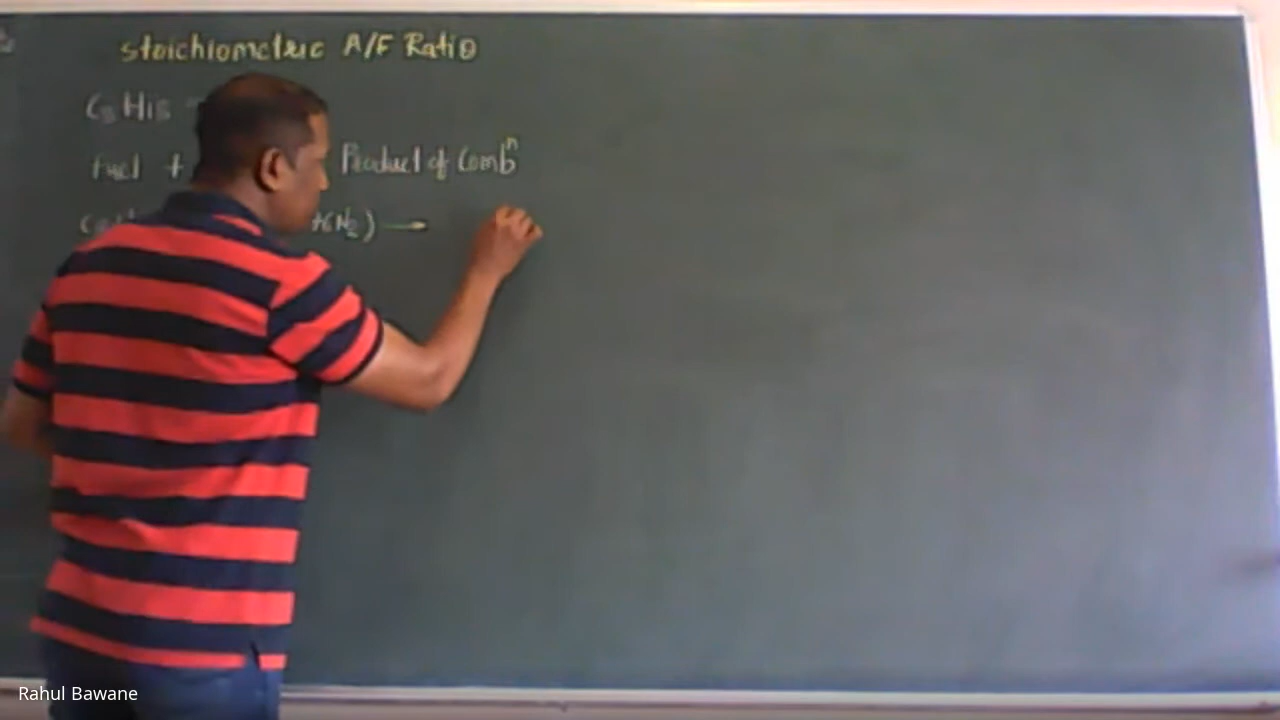 stoichiometric A/F Ratio
C8 H18
fuel + Product of Combn
+(N2) →
Rahul Bawane